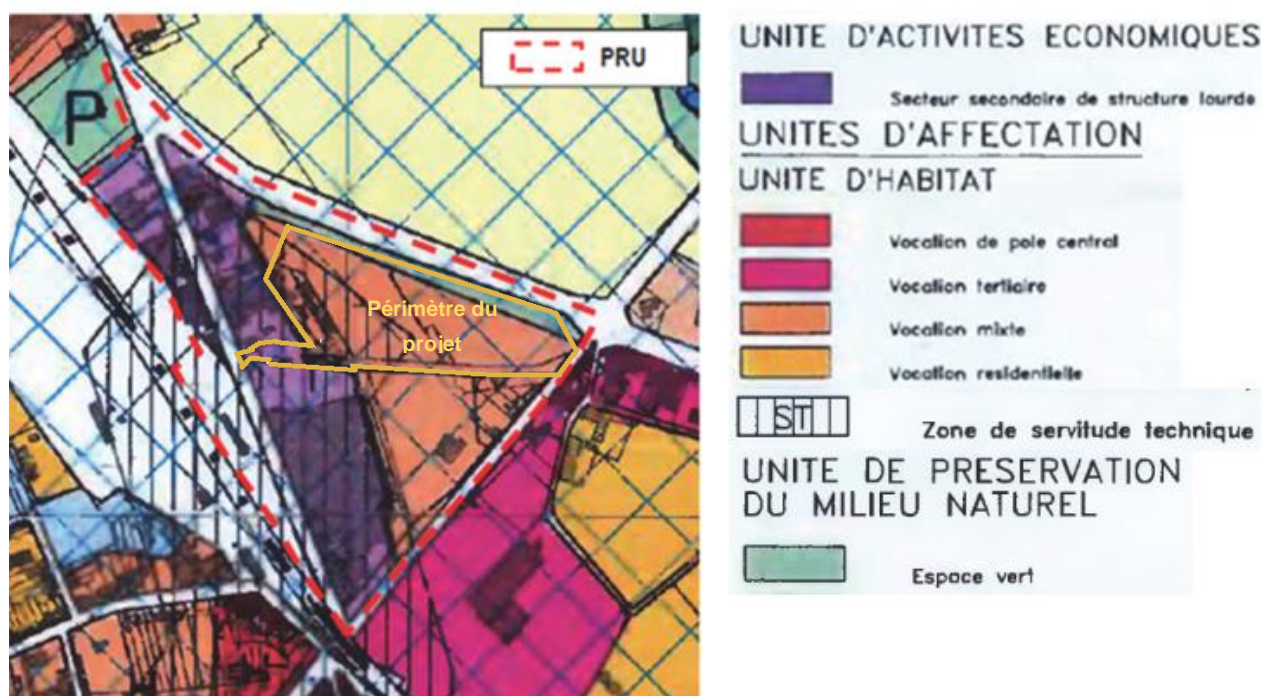 PRU
P
Périmètre du
projet
UNITE D'ACTIVITES ECONOMIQUES
Secteur secondaire de structure lourde
UNITES D'AFFECTATION
UNITE D'HABITAT
Vocation de pole central
Vocation tertiaire
Vocation mixte
Vocation residentielle
ST
Zone de servitude technique
UNITE DE PRESERVATION
DU MILIEU NATUREL
Espace vert